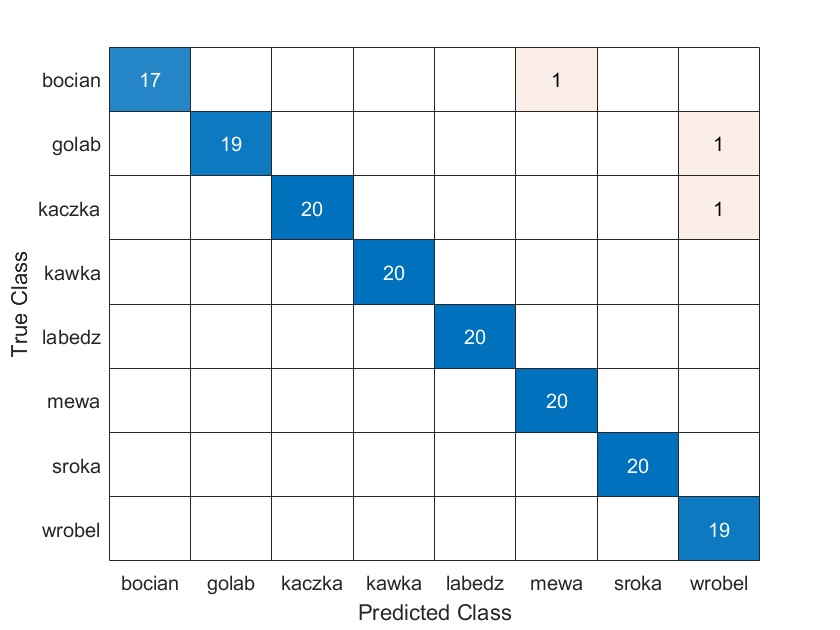 bocian 17 1
golab 19 1
kaczka 20 1
kawka 20
labedz 20
mewa 20
sroka 20
wrobel 19
bocian golab kaczka kawka labedz mewa sroka wrobel
Predicted Class
True Class